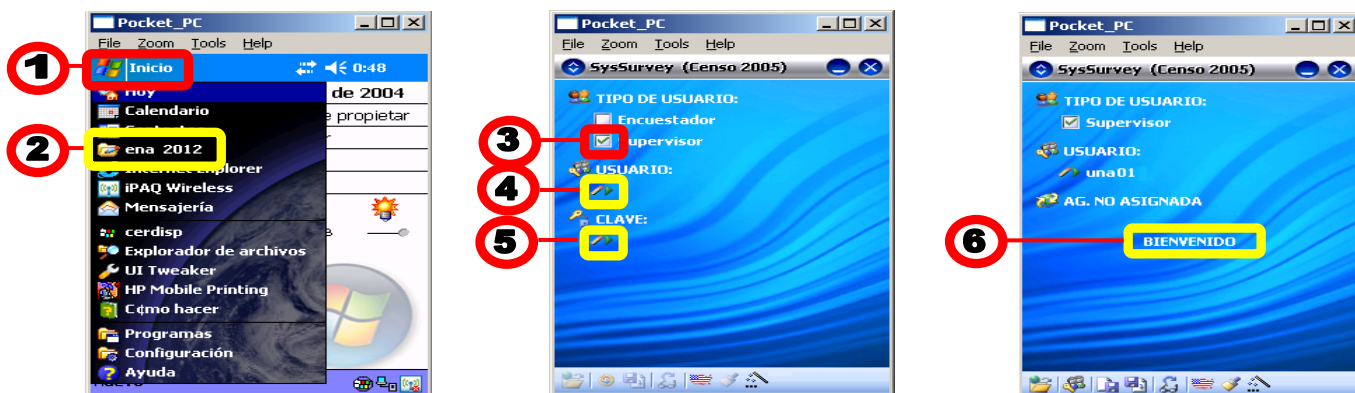 Pocket_PC
File Zoom Tools Help
1
Inicio
0:48
Hoy
de 2004
Calendario
propietar
2
ena 2012
Internet Explorer
iPAQ Wireless
Mensajería
cerdisp
Explorador de archivos
UI Tweaker
HP Mobile Printing
C¢mo hacer
Programas
Configuración
Ayuda
Pocket_PC
File Zoom Tools Help
SysSurvey (Censo 2005)
TIPO DE USUARIO:
Encuestador
3
Supervisor
USUARIO:
4
CLAVE:
5
Pocket_PC
File Zoom Tools Help
SysSurvey (Censo 2005)
TIPO DE USUARIO:
Supervisor
USUARIO:
una01
AG. NO ASIGNADA
6
BIENVENIDO